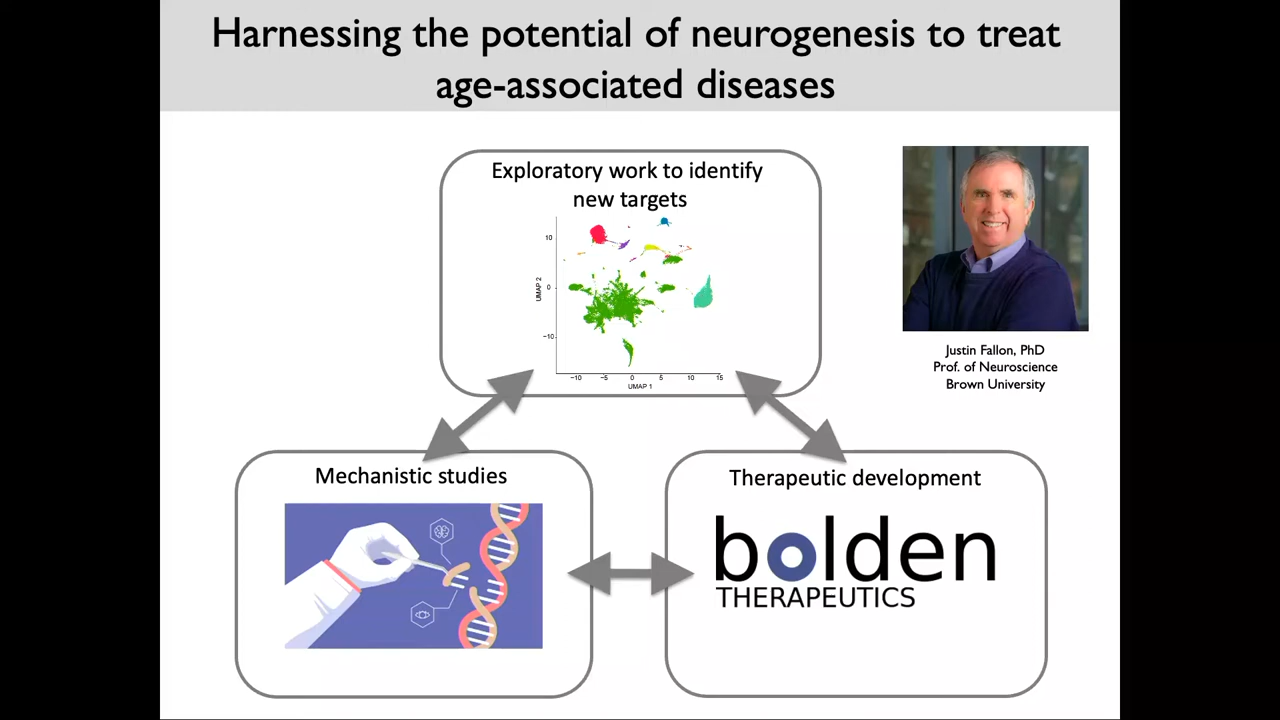 Harnessing the potential of neurogenesis to treat
age-associated diseases
Exploratory work to identify
new targets
10
0
−10
UMAP 2
−10
−5
0
5
10
15
UMAP 1
Justin Fallon, PhD
Prof. of Neuroscience
Brown University
Mechanistic studies
Therapeutic development
bolden
THERAPEUTICS